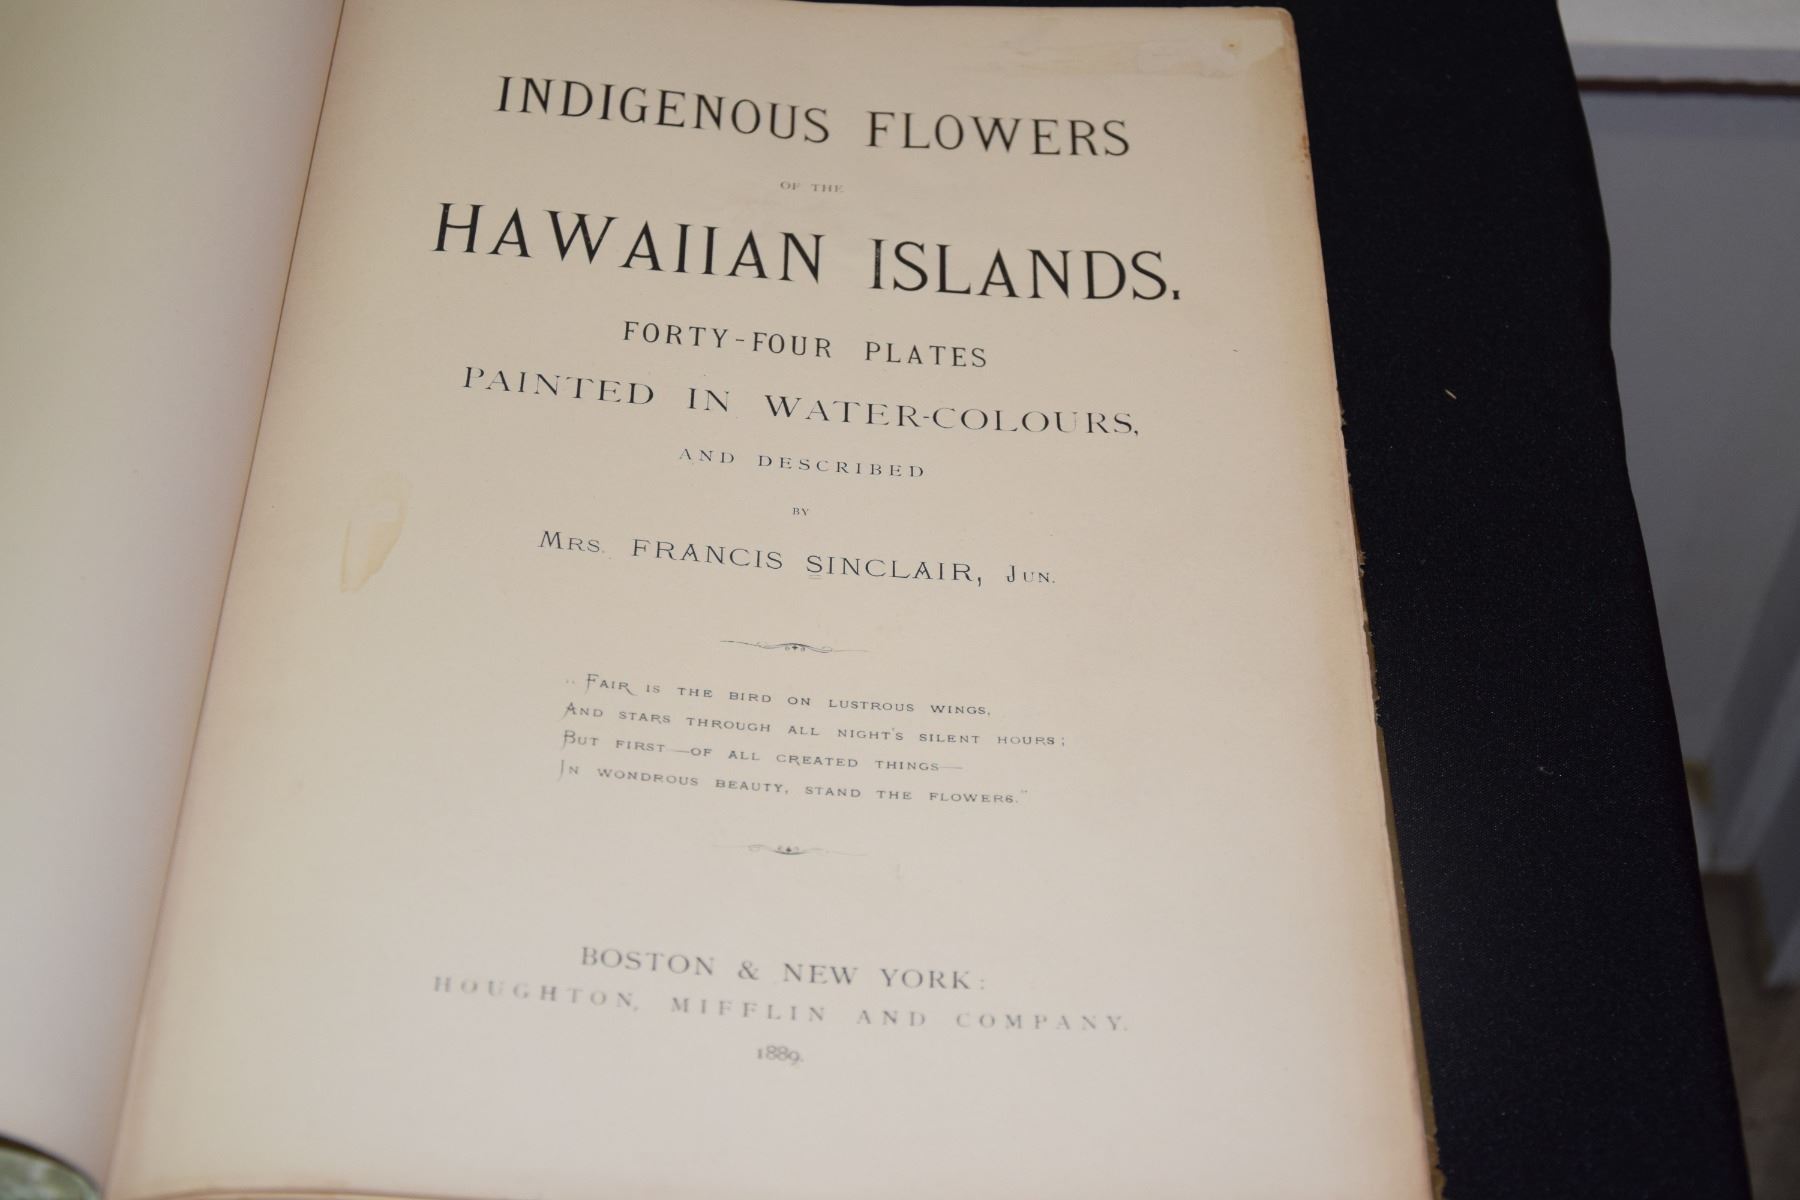 INDIGENOUS FLOWERS
OF THE
HAWAIIAN ISLANDS.
FORTY-FOUR PLATES
PAINTED IN WATER-COLOURS,
AND DESCRIBED
BY
MRS. FRANCIS SINCLAIR, JUN.
"FAIR IS THE BIRD ON LUSTROUS WINGS,
AND STARS THROUGH ALL NIGHT'S SILENT HOURS;
BUT FIRST—OF ALL CREATED THINGS—
IN WONDROUS BEAUTY, STAND THE FLOWERS."
BOSTON & NEW YORK:
HOUGHTON, MIFFLIN AND COMPANY.
1889.